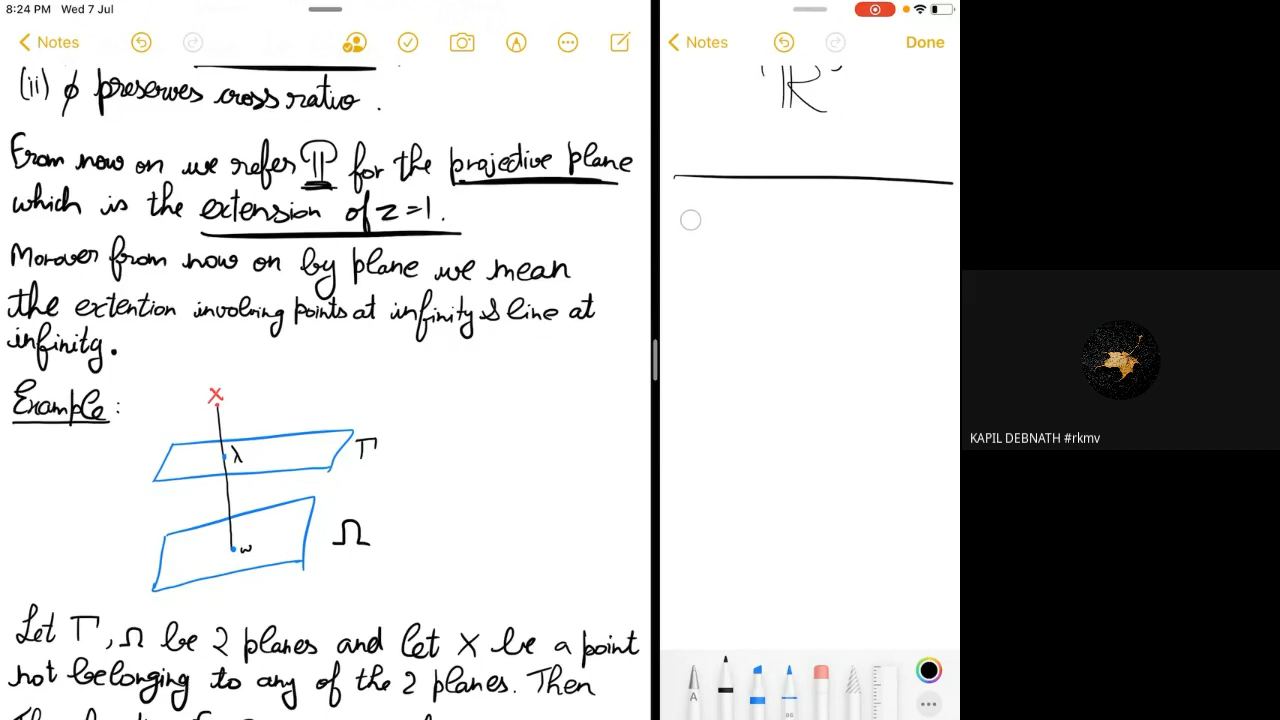 8:24 PM Wed 7 Jul
Notes
Notes
Done
(ii) ϕ preserves cross ratio.
From now on we refer ℙ for the projective plane
which is the extension of z=1.
Morover from now on by plane we mean
the extention involving points at infinity & line at
infinity.
Example :
X
λ
Γ
ω
Ω
Let Γ, Ω be 2 planes and let X be a point
not belonging to any of the 2 planes. Then
ℝ
A
KAPIL DEBNATH #rkmv